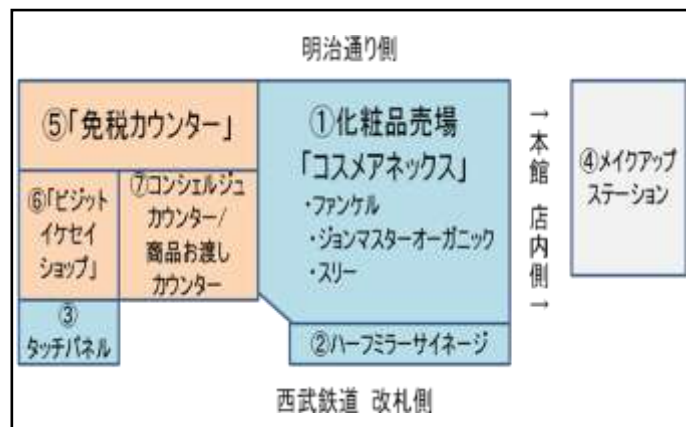 明治通り側
⑤「免税カウンター」
①化粧品売場
「コスメアネックス」
・ファンケル
・ジョンマスターオーガニック
・スリー
→本館 店内側→
④メイクアップ
ステーション
⑥「ビジット
イケセイ
ショップ」
⑦コンシェルジュ
カウンター/
商品お渡し
カウンター
③
タッチパネル
②ハーフミラーサイネージ
西武鉄道 改札側